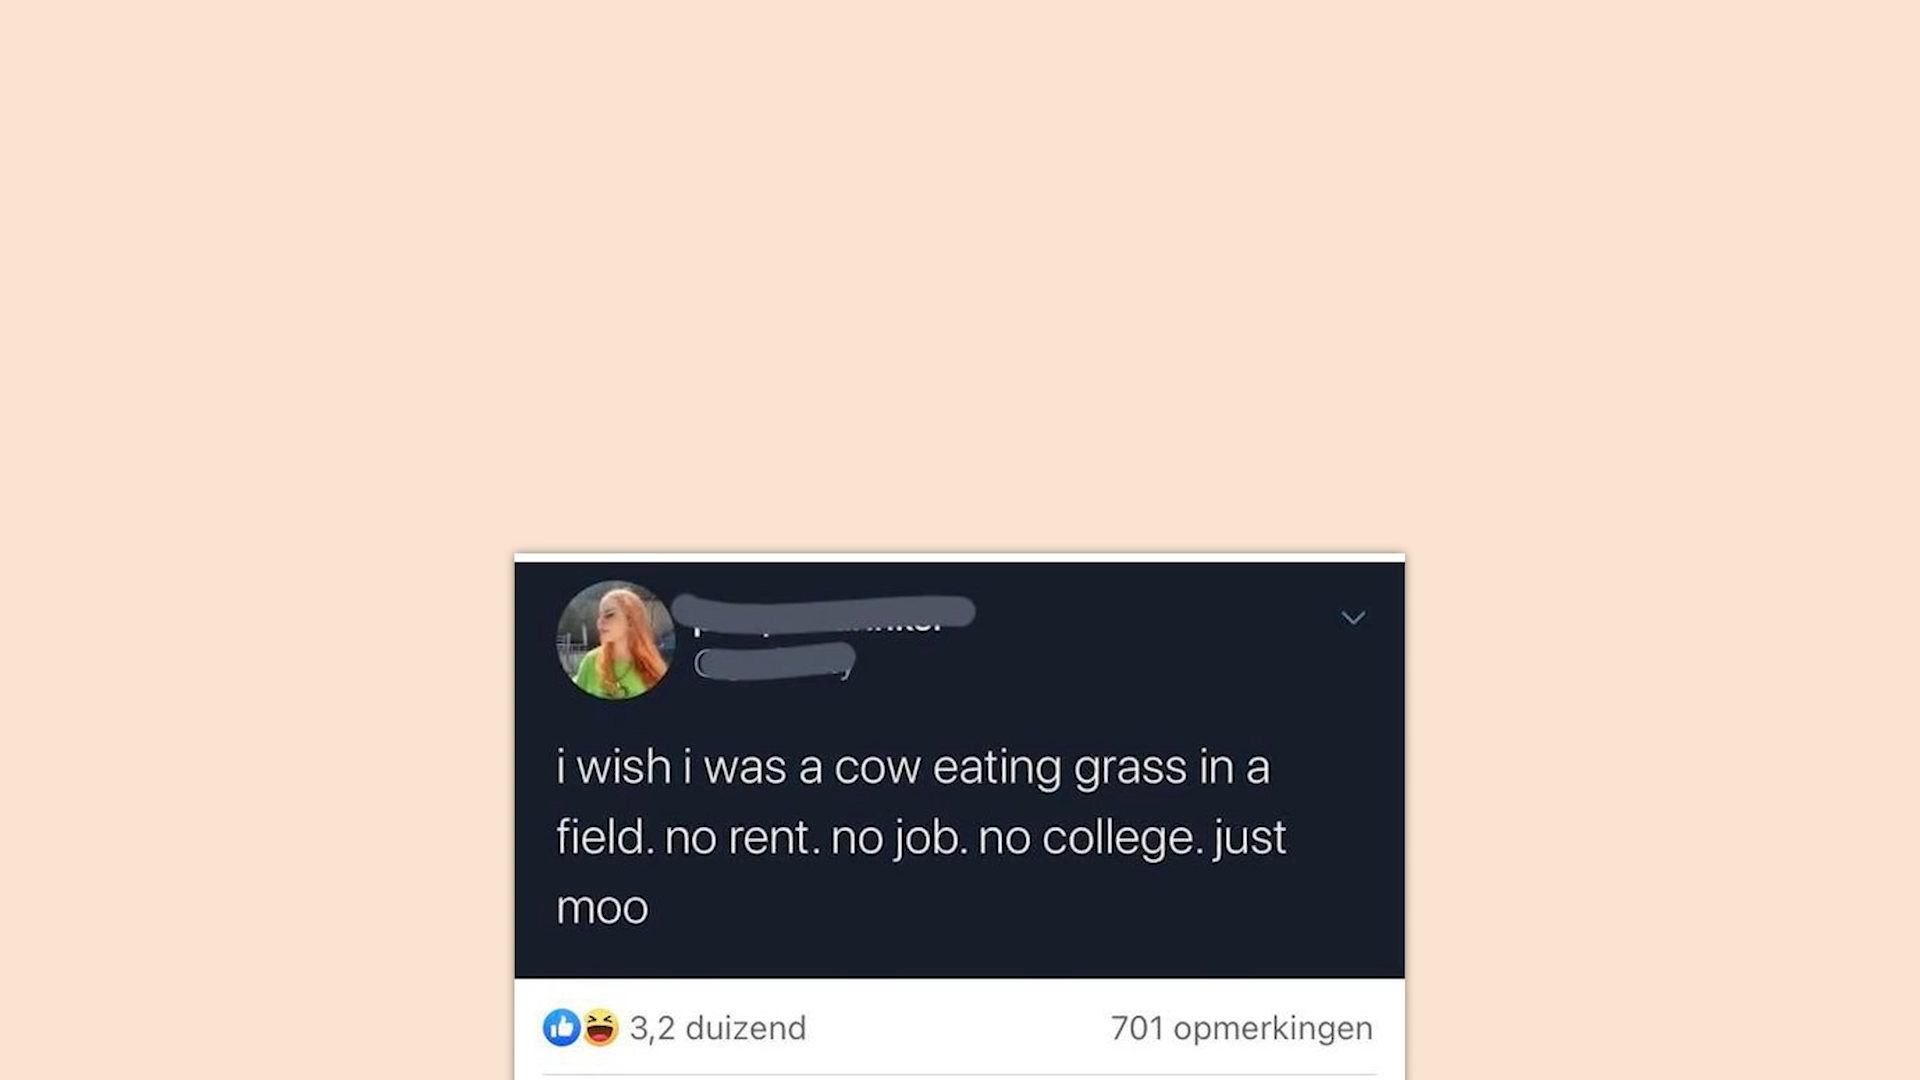 i wish i was a cow eating grass in a
field. no rent. no job. no college. just
moo
3,2 duizend
701 opmerkingen